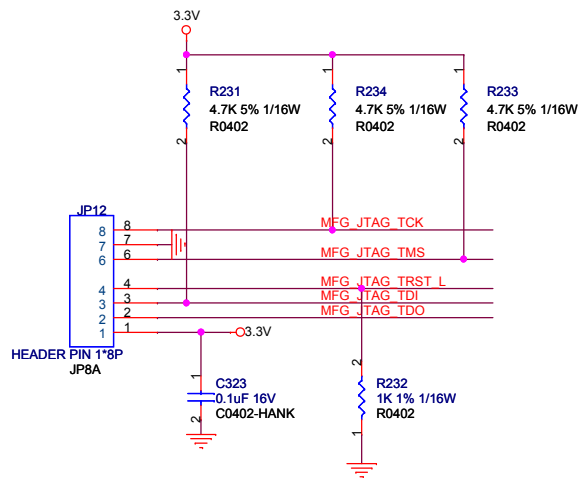 3.3V
1 1 1
R231 R234 R233
4.7K 5% 1/16W 4.7K 5% 1/16W 4.7K 5% 1/16W
R0402 R0402 R0402
2 2 2
JP12
8 8 MFG_JTAG_TCK
7 7
6 6 MFG_JTAG_TMS
4 4 MFG_JTAG_TRST_L
3 3 MFG_JTAG_TDI
2 2 MFG_JTAG_TDO
1 1 3.3V
HEADER PIN 1*8P
JP8A
1 2
C323 R232
0.1uF 16V 1K 1% 1/16W
C0402-HANK R0402
2 1